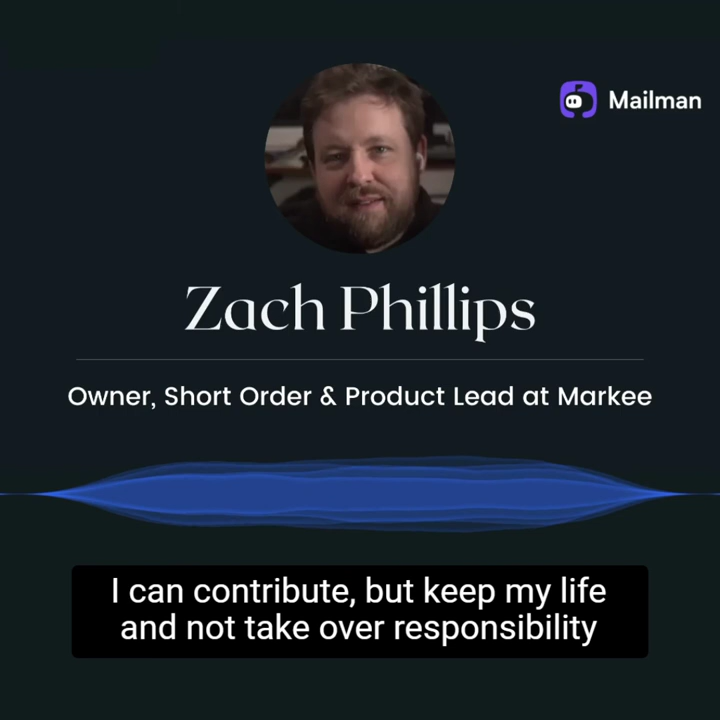 Mailman
Zach Phillips
Owner, Short Order & Product Lead at Markee
I can contribute, but keep my life
and not take over responsibility